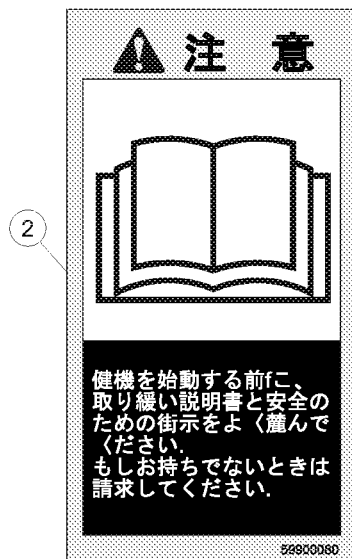 注 意
2
健機を始動する前fこ、
取り緩い説明書と安全の
ための街示をよ〈麓んで
〈ださい.
もしお持ちでないときは
請求してください.
59900080